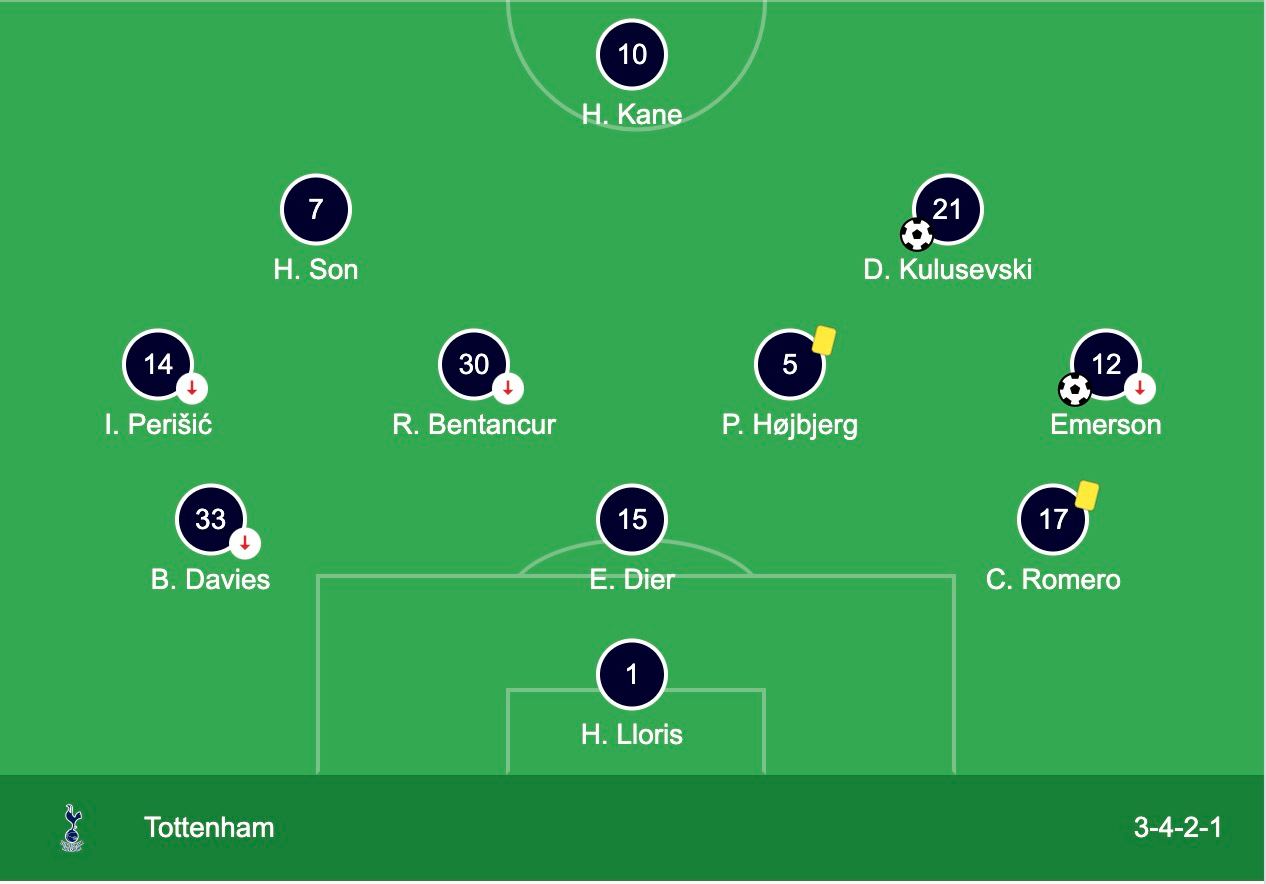 10
H. Kane
7
21
H. Son
D. Kulusevski
14
30
5
12
I. Perišić
R. Bentancur
P. Højbjerg
Emerson
33
15
17
B. Davies
E. Dier
C. Romero
1
H. Lloris
Tottenham
3-4-2-1